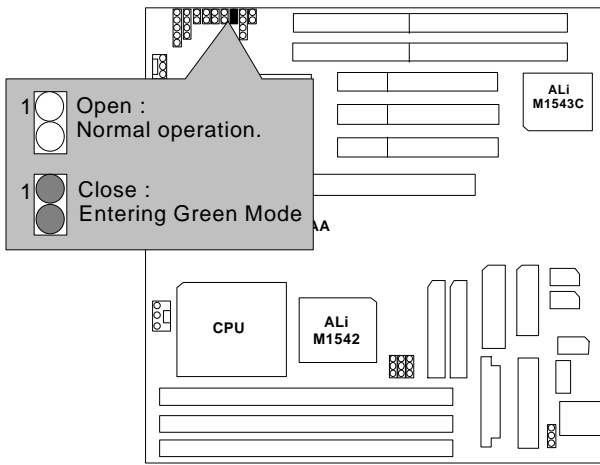 ALi
M1543C
1 Open :
Normal operation.
1 Close :
Entering Green Mode
AA
CPU
ALi
M1542